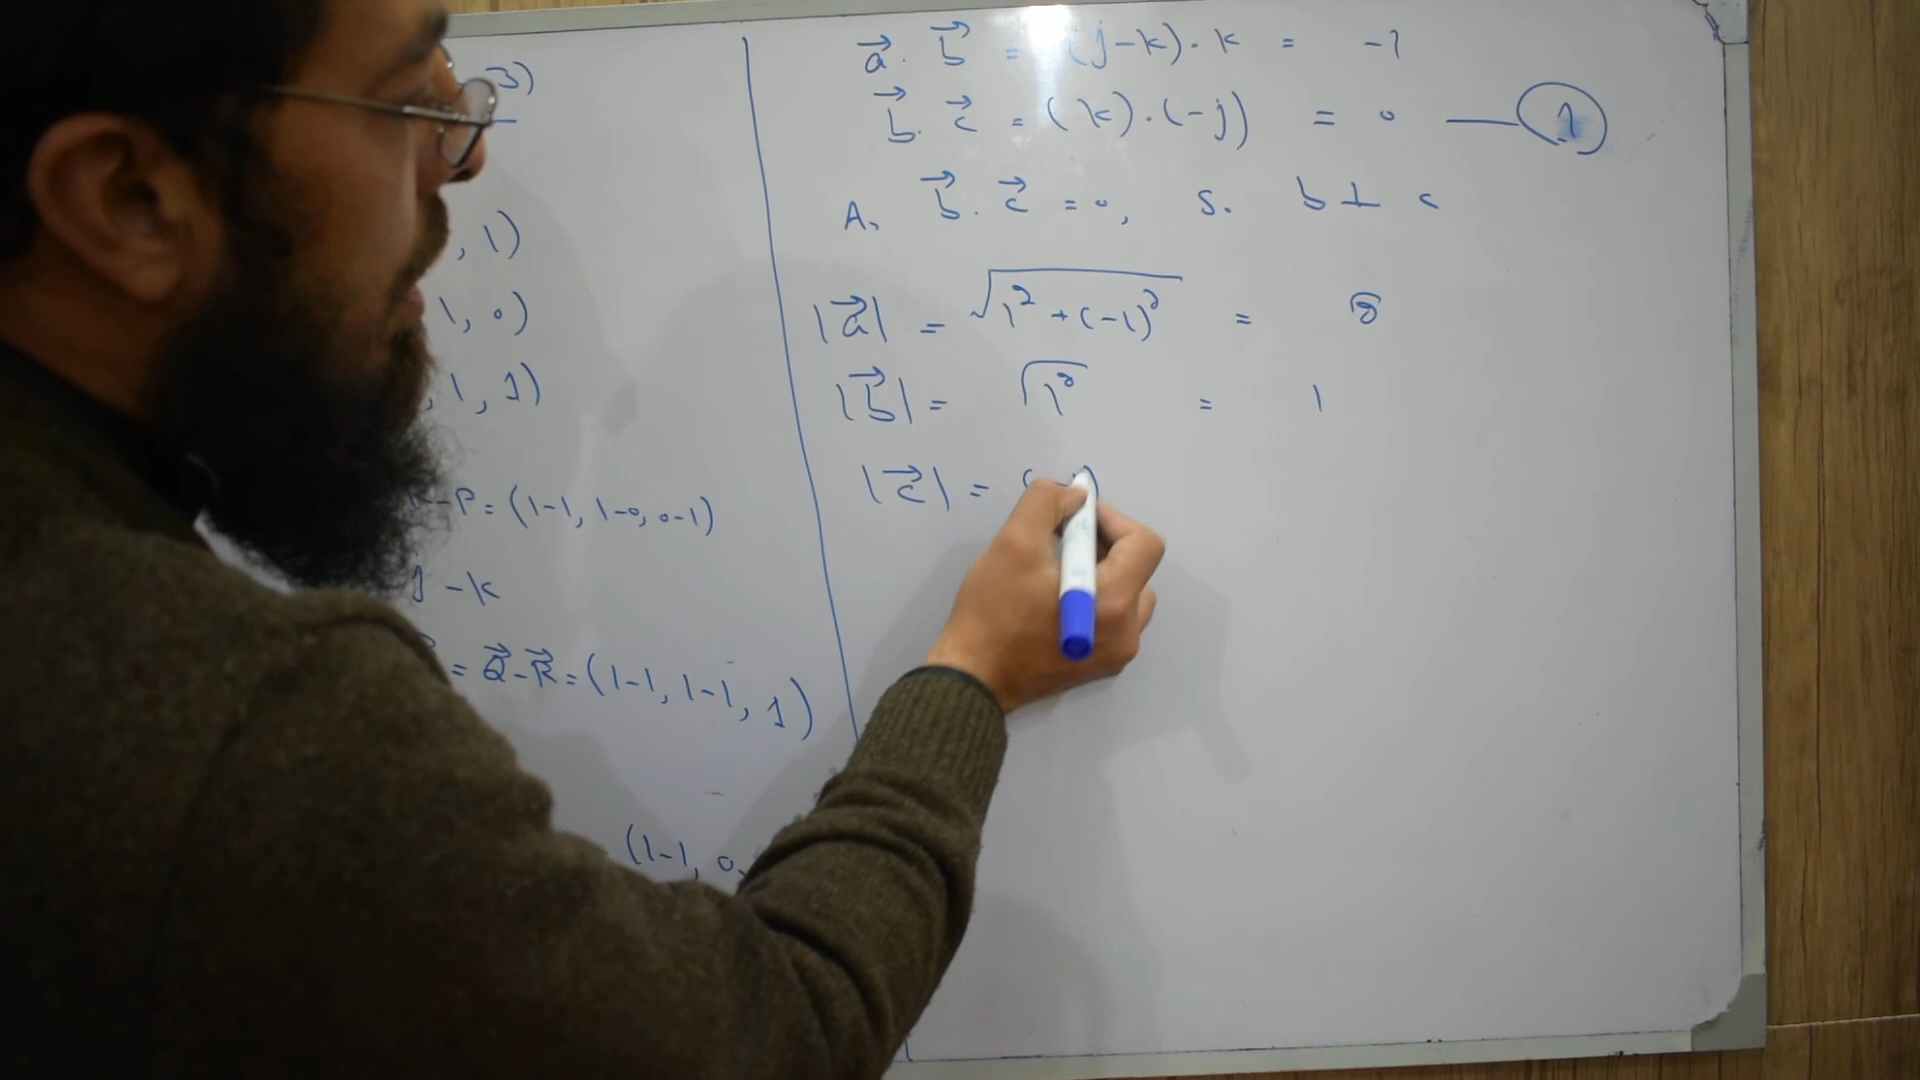 3)
, 1)
1, 0)
, 1, 1)
R-P = (1-1, 1-0, 0-1)
j - k
= Q⃗ - R⃗ = (1-1, 1-1, 1)
(1-1, 0-
a⃗ . b⃗ = (j-k) . k = -1
b⃗ . c⃗ = (k) . (-j) = 0 — 1
A. b⃗ . c⃗ = 0, S. b ⊥ c
|a⃗| = √1² + (-1)² = √2
|b⃗| = √1² = 1
|c⃗| =